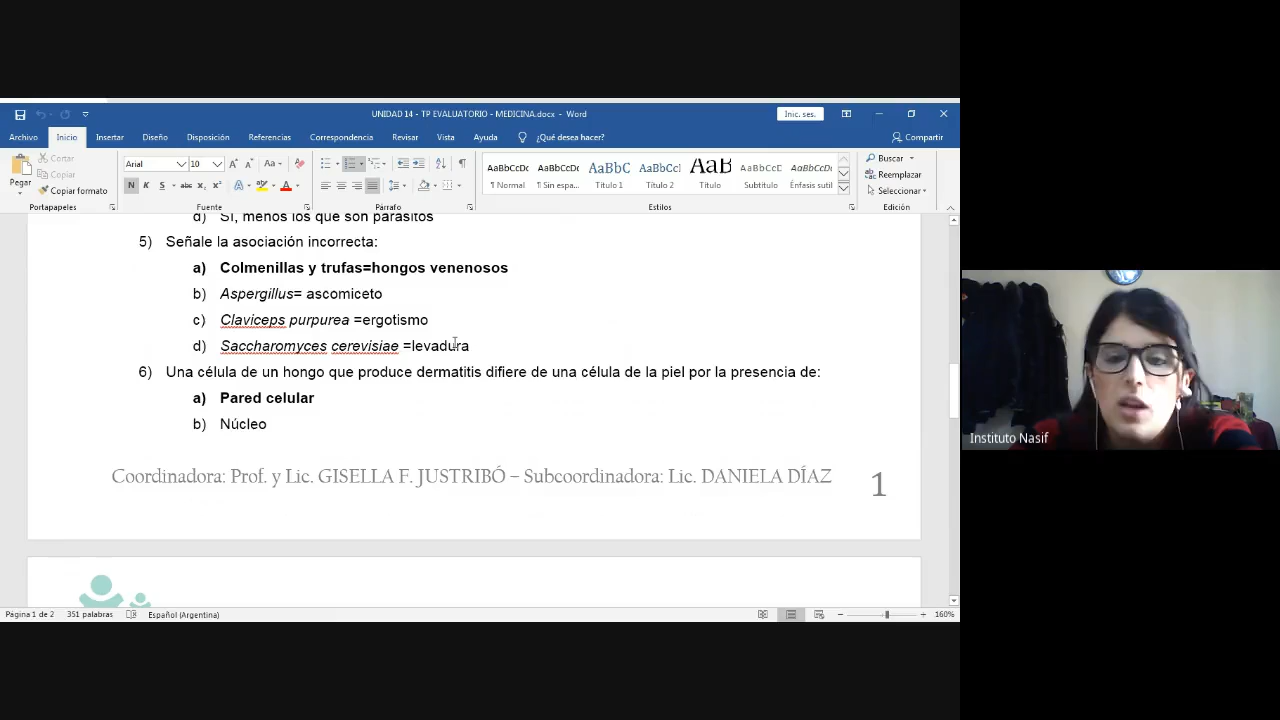 UNIDAD 14 - TP EVALUATORIO - MEDICINA.docx - Word
Inic. ses.
Archivo Inicio Insertar Diseño Disposición Referencias Correspondencia Revisar Vista Ayuda ¿Qué desea hacer? Compartir
Pegar
Cortar
Copiar
Copiar formato
Arial 10
N K S abc x₂ x²
Aa
AaBbCcDc AaBbCcDc AaBbC AaBbCcI AaB AaBbCcD AaBbCcDc
¶ Normal ¶ Sin espa... Título 1 Título 2 Título Subtítulo Énfasis sutil
Buscar
Reemplazar
Seleccionar
Portapapeles Fuente Párrafo Estilos Edición
d) Sí, menos los que son parásitos
5) Señale la asociación incorrecta:
a) Colmenillas y trufas=hongos venenosos
b) Aspergillus= ascomiceto
c) Claviceps purpurea =ergotismo
d) Saccharomyces cerevisiae =levadura
6) Una célula de un hongo que produce dermatitis difiere de una célula de la piel por la presencia de:
a) Pared celular
b) Núcleo
Coordinadora: Prof. y Lic. GISELLA F. JUSTRIBÓ – Subcoordinadora: Lic. DANIELA DÍAZ 1
Página 1 de 2 351 palabras Español (Argentina) 160%
Instituto Nasif